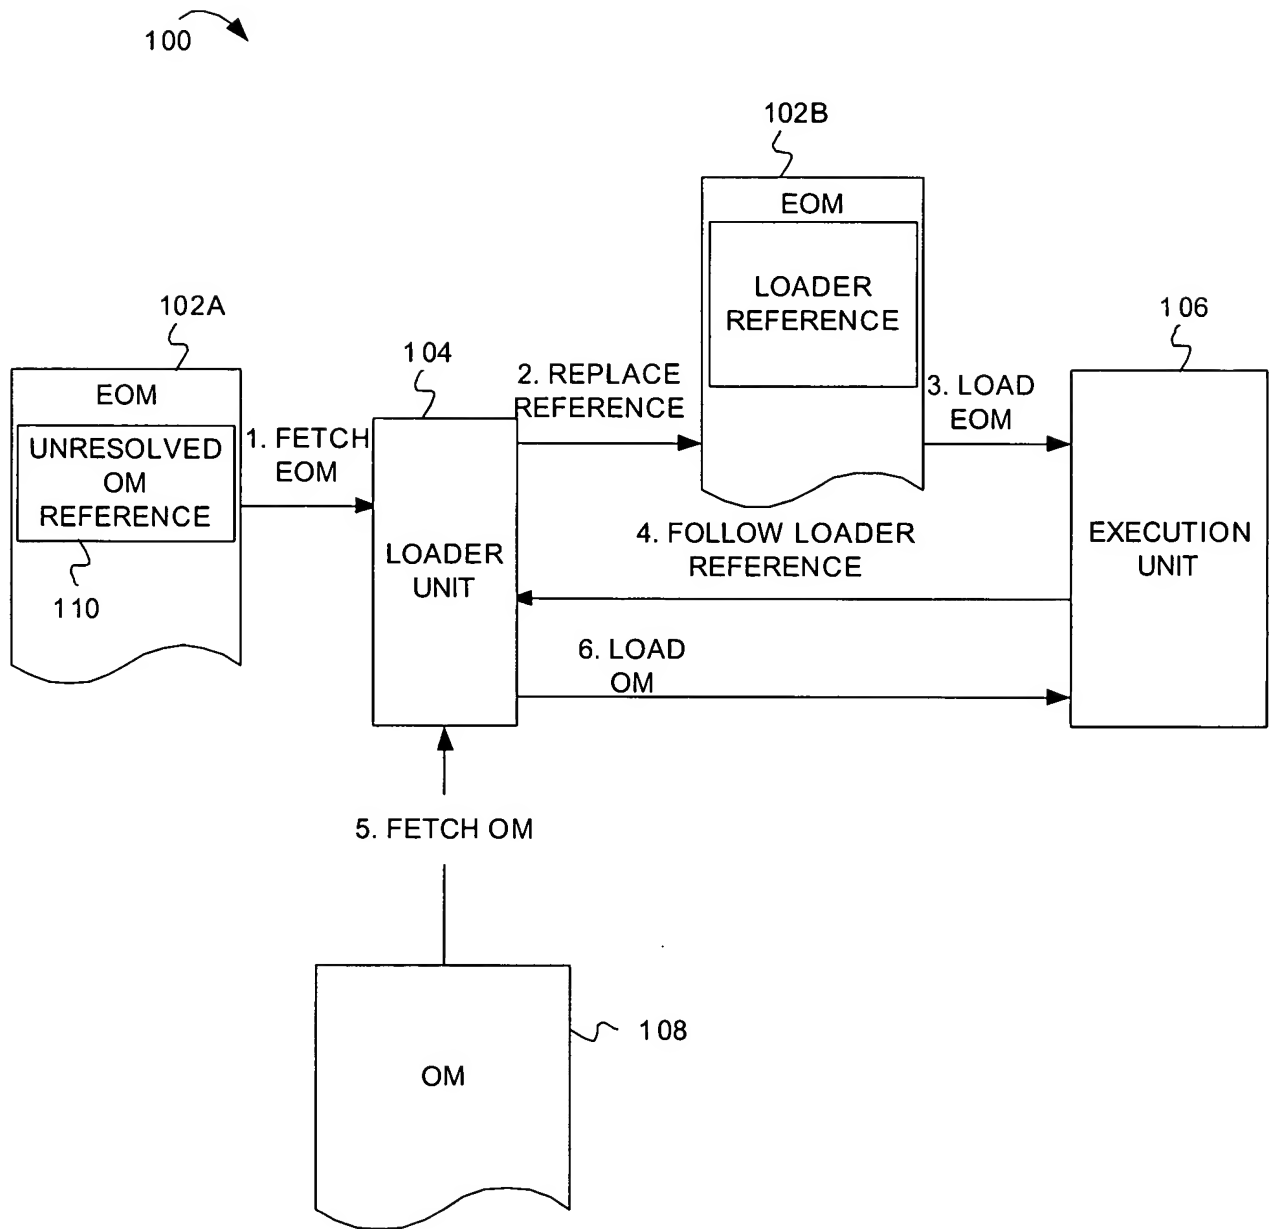 100
102B
EOM
LOADER
REFERENCE
102A
EOM
UNRESOLVED
OM
REFERENCE
110
1. FETCH
EOM
104
LOADER
UNIT
2. REPLACE
REFERENCE
3. LOAD
EOM
106
EXECUTION
UNIT
4. FOLLOW LOADER
REFERENCE
6. LOAD
OM
5. FETCH OM
108
OM